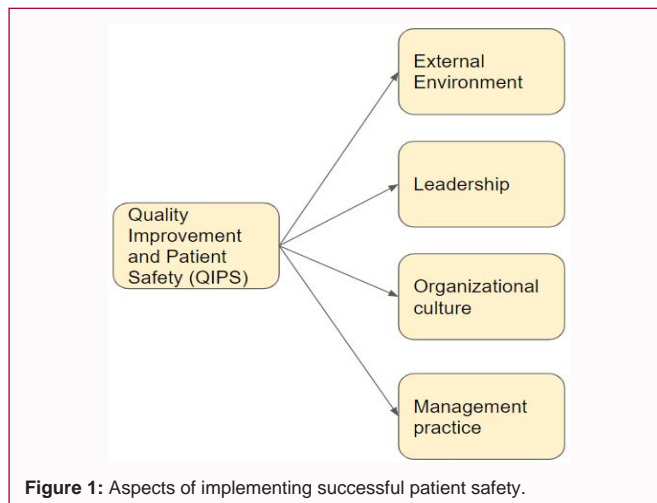 External
Environment
Leadership
Quality
Improvement
and Patient
Safety (QIPS)
Organizational
culture
Management
practice
Figure 1: Aspects of implementing successful patient safety.